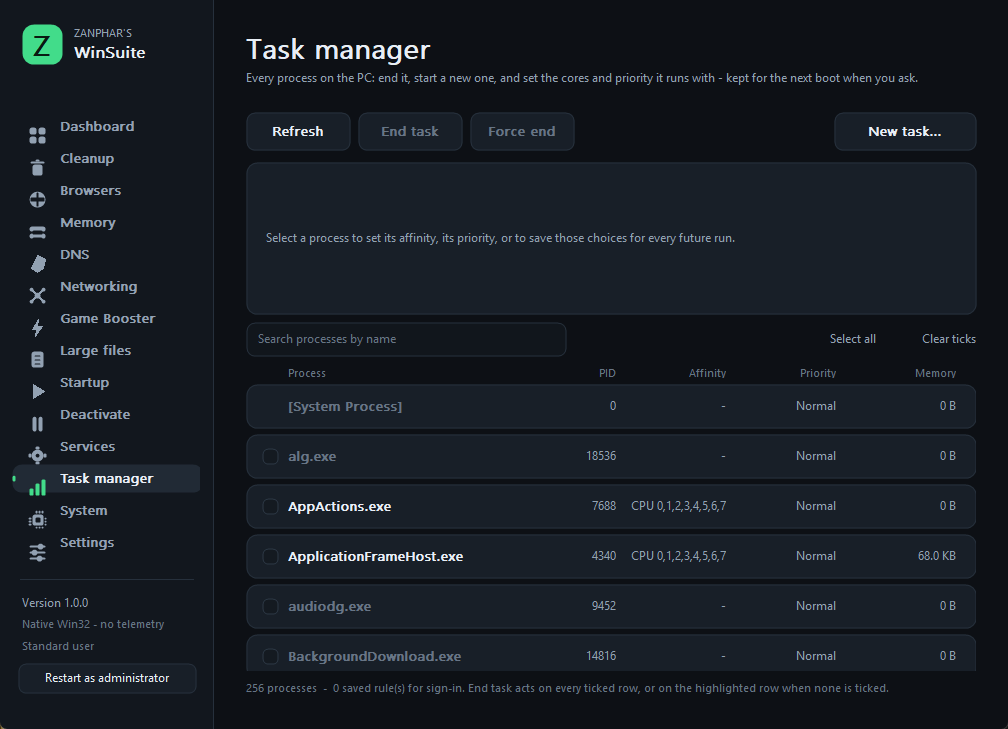 Z
ZANPHAR'S
WinSuite
Dashboard
Cleanup
Browsers
Memory
DNS
Networking
Game Booster
Large files
Startup
Deactivate
Services
Task manager
System
Settings
Version 1.0.0
Native Win32 - no telemetry
Standard user
Restart as administrator
Task manager
Every process on the PC: end it, start a new one, and set the cores and priority it runs with - kept for the next boot when you ask.
Refresh End task Force end New task...
Select a process to set its affinity, its priority, or to save those choices for every future run.
Search processes by name Select all Clear ticks
Process PID Affinity Priority Memory
[System Process] 0 - Normal 0 B
alg.exe 18536 - Normal 0 B
AppActions.exe 7688 CPU 0,1,2,3,4,5,6,7 Normal 0 B
ApplicationFrameHost.exe 4340 CPU 0,1,2,3,4,5,6,7 Normal 68.0 KB
audiodg.exe 9452 - Normal 0 B
BackgroundDownload.exe 14816 - Normal 0 B
256 processes - 0 saved rule(s) for sign-in. End task acts on every ticked row, or on the highlighted row when none is ticked.